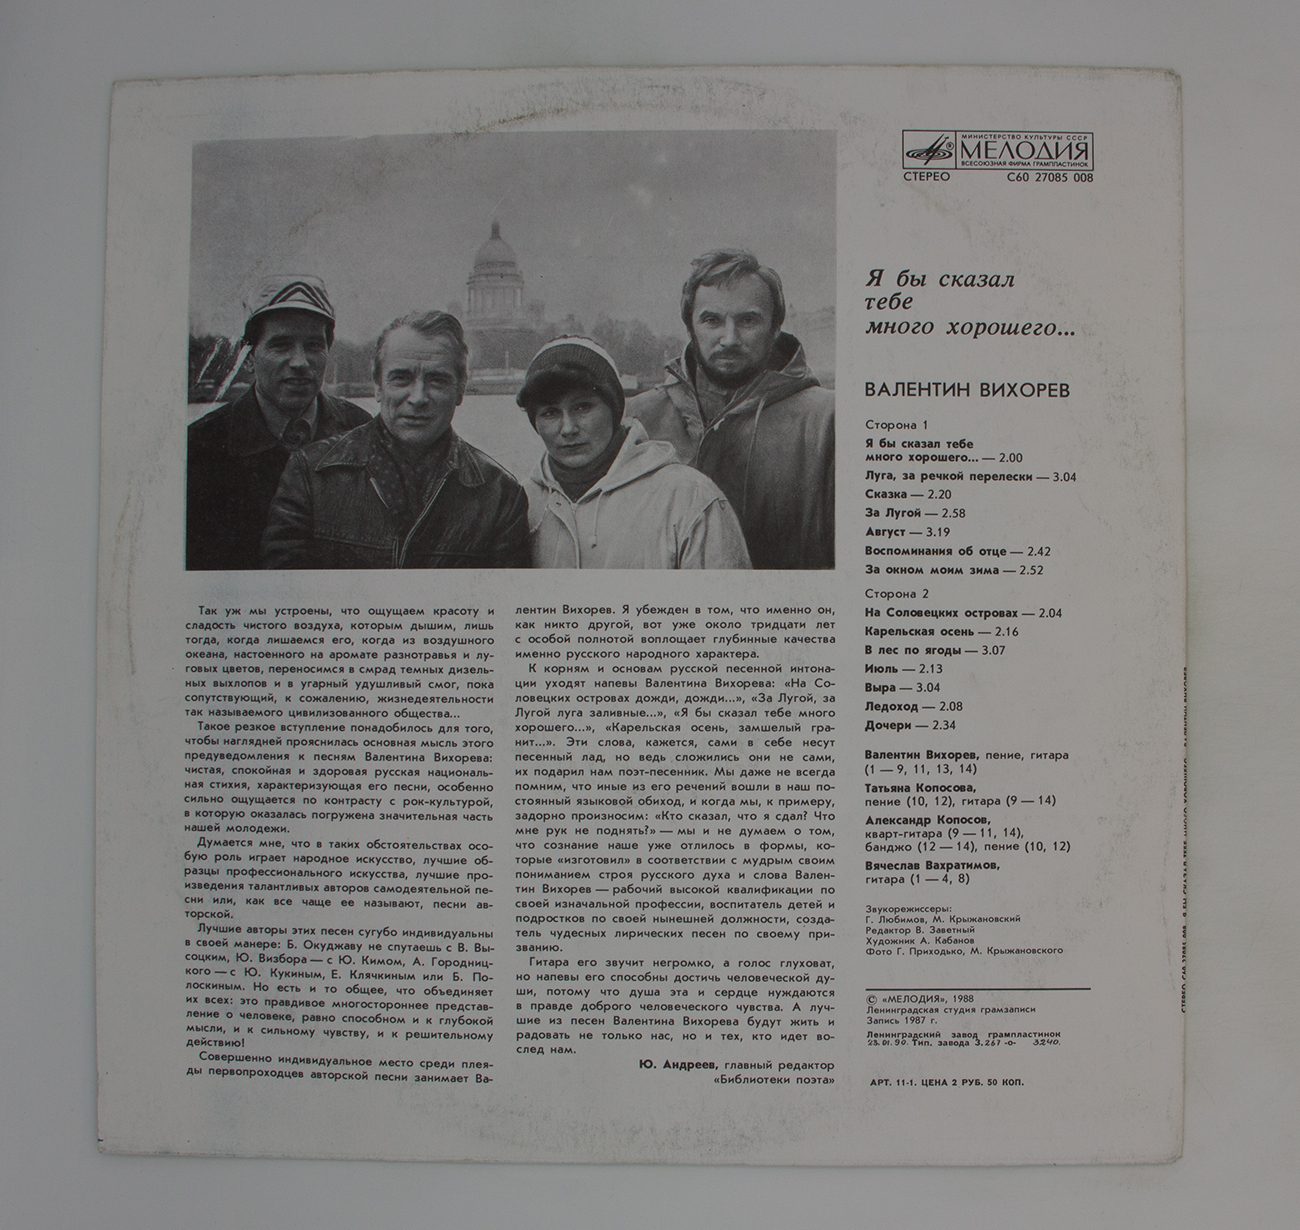 МИНИСТЕРСТВО КУЛЬТУРЫ СССР
МЕЛОДИЯ
ВСЕСОЮЗНАЯ ФИРМА ГРАМПЛАСТИНОК
СТЕРЕО С60 27085 008
Я бы сказал
тебе
много хорошего...
ВАЛЕНТИН ВИХОРЕВ
Сторона 1
Я бы сказал тебе
много хорошего... — 2.00
Луга, за речкой перелески — 3.04
Сказка — 2.20
За Лугой — 2.58
Август — 3.19
Воспоминания об отце — 2.42
За окном моим зима — 2.52
Сторона 2
На Соловецких островах — 2.04
Карельская осень — 2.16
В лес по ягоды — 3.07
Июль — 2.13
Выра — 3.04
Ледоход — 2.08
Дочери — 2.34
Валентин Вихорев, пение, гитара
(1 — 9, 11, 13, 14)
Татьяна Копосова,
пение (10, 12), гитара (9 — 14)
Александр Копосов,
кварт-гитара (9 — 11, 14),
банджо (12 — 14), пение (10, 12)
Вячеслав Вахратимов,
гитара (1 — 4, 8)
Звукорежиссеры:
Г. Любимов, М. Крыжановский
Редактор В. Заветный
Художник А. Кабанов
Фото Г. Приходько, М. Крыжановского
© «МЕЛОДИЯ», 1988
Ленинградская студия грамзаписи
Запись 1987 г.
Ленинградский завод грампластинок
23.01.90. Тип. завода З.267 -0- 3240.
АРТ. 11-1. ЦЕНА 2 РУБ. 50 КОП.
Так уж мы устроены, что ощущаем красоту и
сладость чистого воздуха, которым дышим, лишь
тогда, когда лишаемся его, когда из воздушного
океана, настоенного на аромате разнотравья и лу-
говых цветов, переносимся в смрад темных дизель-
ных выхлопов и в угарный удушливый смог, пока
сопутствующий, к сожалению, жизнедеятельности
так называемого цивилизованного общества...
Такое резкое вступление понадобилось для того,
чтобы наглядней прояснилась основная мысль этого
предуведомления к песням Валентина Вихорева:
чистая, спокойная и здоровая русская националь-
ная стихия, характеризующая его песни, особенно
сильно ощущается по контрасту с рок-культурой,
в которую оказалась погружена значительная часть
нашей молодежи.
Думается мне, что в таких обстоятельствах осо-
бую роль играет народное искусство, лучшие об-
разцы профессионального искусства, лучшие про-
изведения талантливых авторов самодеятельной пе-
сни или, как все чаще ее называют, песни ав-
торской.
Лучшие авторы этих песен сугубо индивидуальны
в своей манере: Б. Окуджаву не спутаешь с В. Вы-
соцким, Ю. Визбора — с Ю. Кимом, А. Городниц-
кого — с Ю. Кукиным, Е. Клячкиным или Б. По-
лоскиным. Но есть и то общее, что объединяет
их всех: это правдивое многостороннее представ-
ление о человеке, равно способном и к глубокой
мысли, и к сильному чувству, и к решительному
действию!
Совершенно индивидуальное место среди плея-
ды первопроходцев авторской песни занимает Ва-
лентин Вихорев. Я убежден в том, что именно он,
как никто другой, вот уже около тридцати лет
с особой полнотой воплощает глубинные качества
именно русского народного характера.
К корням и основам русской песенной интона-
ции уходят напевы Валентина Вихорева: «На Со-
ловецких островах дожди, дожди...», «За Лугой, за
Лугой луга заливные...», «Я бы сказал тебе много
хорошего...», «Карельская осень, замшелый гра-
нит...». Эти слова, кажется, сами в себе несут
песенный лад, но ведь сложились они не сами,
их подарил нам поэт-песенник. Мы даже не всегда
помним, что иные из его речений вошли в наш по-
стоянный языковой обиход, и когда мы, к примеру,
задорно произносим: «Кто сказал, что я сдал? Что
мне рук не поднять?» — мы и не думаем о том,
что сознание наше уже отлилось в формы, ко-
торые «изготовил» в соответствии с мудрым своим
пониманием строя русского духа и слова Вален-
тин Вихорев — рабочий высокой квалификации по
своей изначальной профессии, воспитатель детей и
подростков по своей нынешней должности, созда-
тель чудесных лирических песен по своему при-
званию.
Гитара его звучит негромко, а голос глуховат,
но напевы его способны достичь человеческой ду-
ши, потому что душа эта и сердце нуждаются
в правде доброго человеческого чувства. А луч-
шие из песен Валентина Вихорева будут жить и
радовать не только нас, но и тех, кто идет во-
след нам.
Ю. Андреев, главный редактор
«Библиотеки поэта»